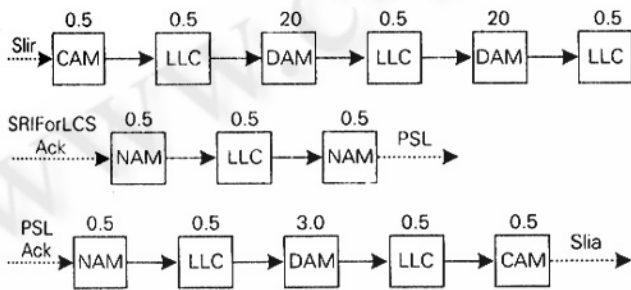 0.5 0.5 20 0.5 20 0.5
Slir CAM LLC DAM LLC DAM LLC
SRIForLCS 0.5 0.5 0.5
Ack NAM LLC NAM PSL
PSL 0.5 0.5 3.0 0.5 0.5
Ack NAM LLC DAM LLC CAM Slia